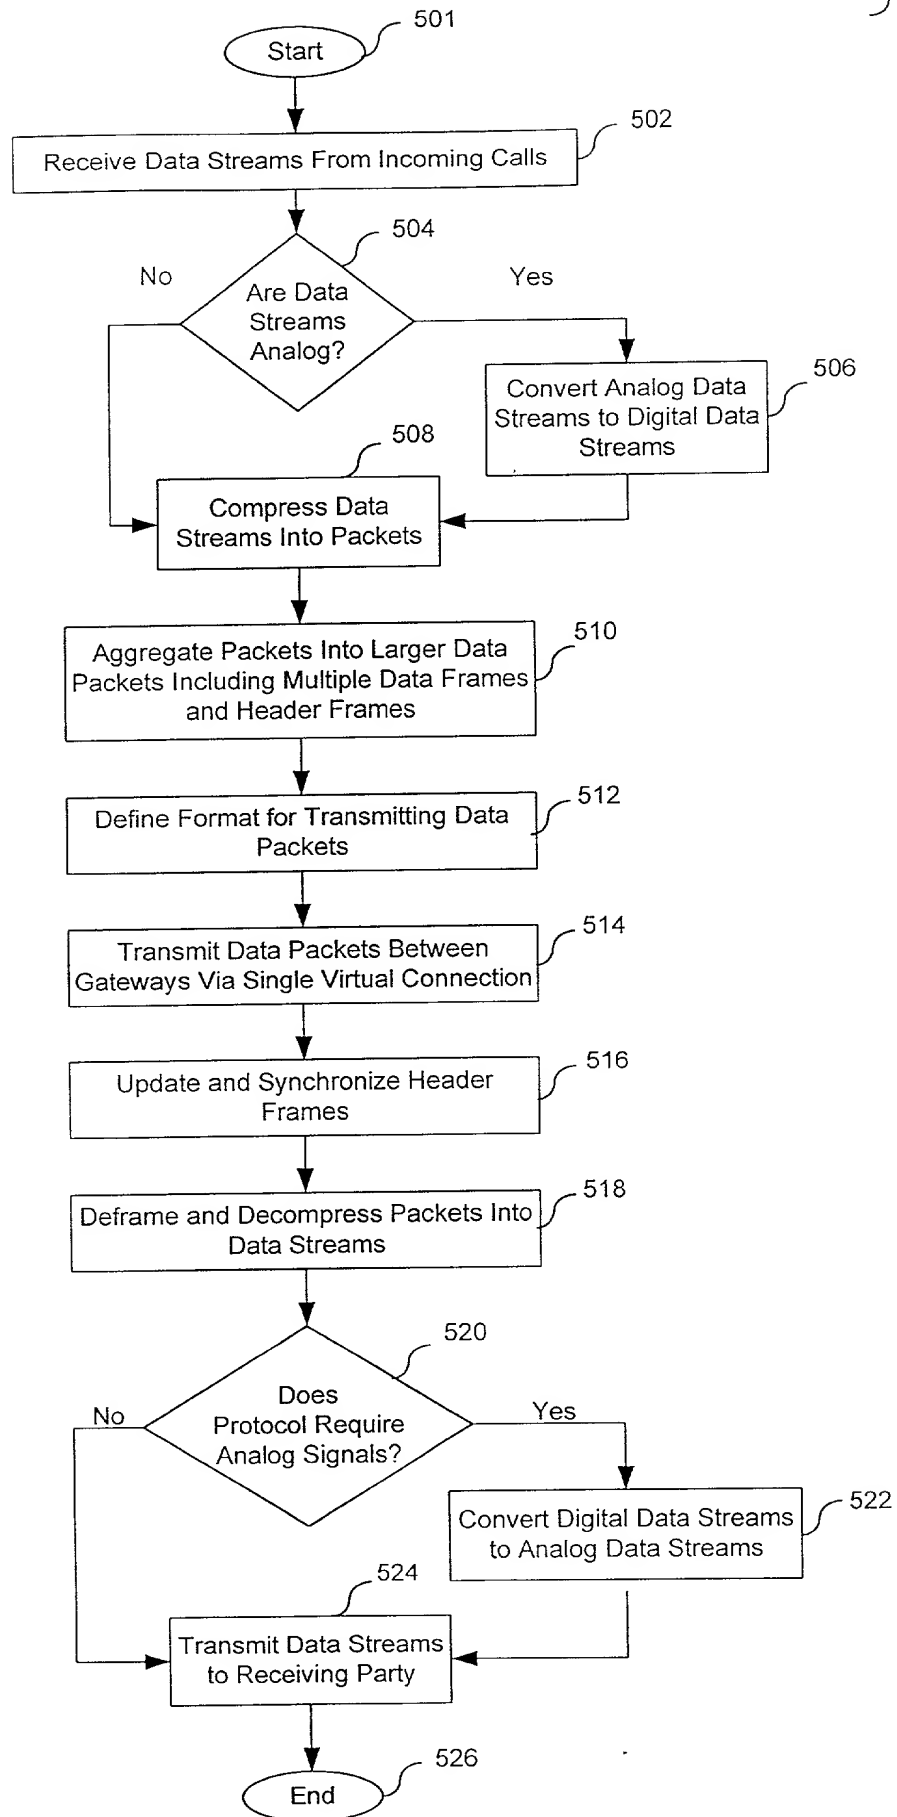 501
Start
502
Receive Data Streams From Incoming Calls
504
No
Yes
Are Data
Streams
Analog?
506
Convert Analog Data
Streams to Digital Data
Streams
508
Compress Data
Streams Into Packets
510
Aggregate Packets Into Larger Data
Packets Including Multiple Data Frames
and Header Frames
512
Define Format for Transmitting Data
Packets
514
Transmit Data Packets Between
Gateways Via Single Virtual Connection
516
Update and Synchronize Header
Frames
518
Deframe and Decompress Packets Into
Data Streams
520
No
Yes
Does
Protocol Require
Analog Signals?
522
Convert Digital Data Streams
to Analog Data Streams
524
Transmit Data Streams
to Receiving Party
526
End